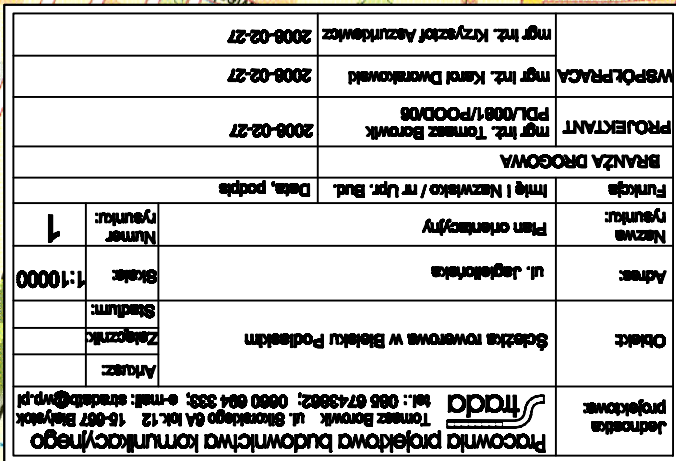 Jednostka projektowa:
Pracownia projektowa budownictwa komunikacyjnego
strada
Tomasz Borowik ul. Sikorskiego 6A lok.12 15-667 Białystok
tel.: 085 6743662; 0660 694 333; e-mail: stradatb@wp.pl
Obiekt: Ścieżka rowerowa w Bielsku Podlaskim
Arkusz:
Załącznik:
Stadium:
Adres: ul. Jagiellońska Skala: 1:10000
Nazwa rysunku: Plan orientacyjny Numer rysunku: 1
Funkcja Imię i Nazwisko / nr Upr. Bud. Data, podpis
BRANŻA DROGOWA
PROJEKTANT mgr inż. Tomasz Borowik 2008-02-27
PDL/0081/POOD/06
WSPÓŁPRACA mgr inż. Karol Dworakowski 2008-02-27
mgr inż. Krzysztof Aszurkiewicz 2008-02-27